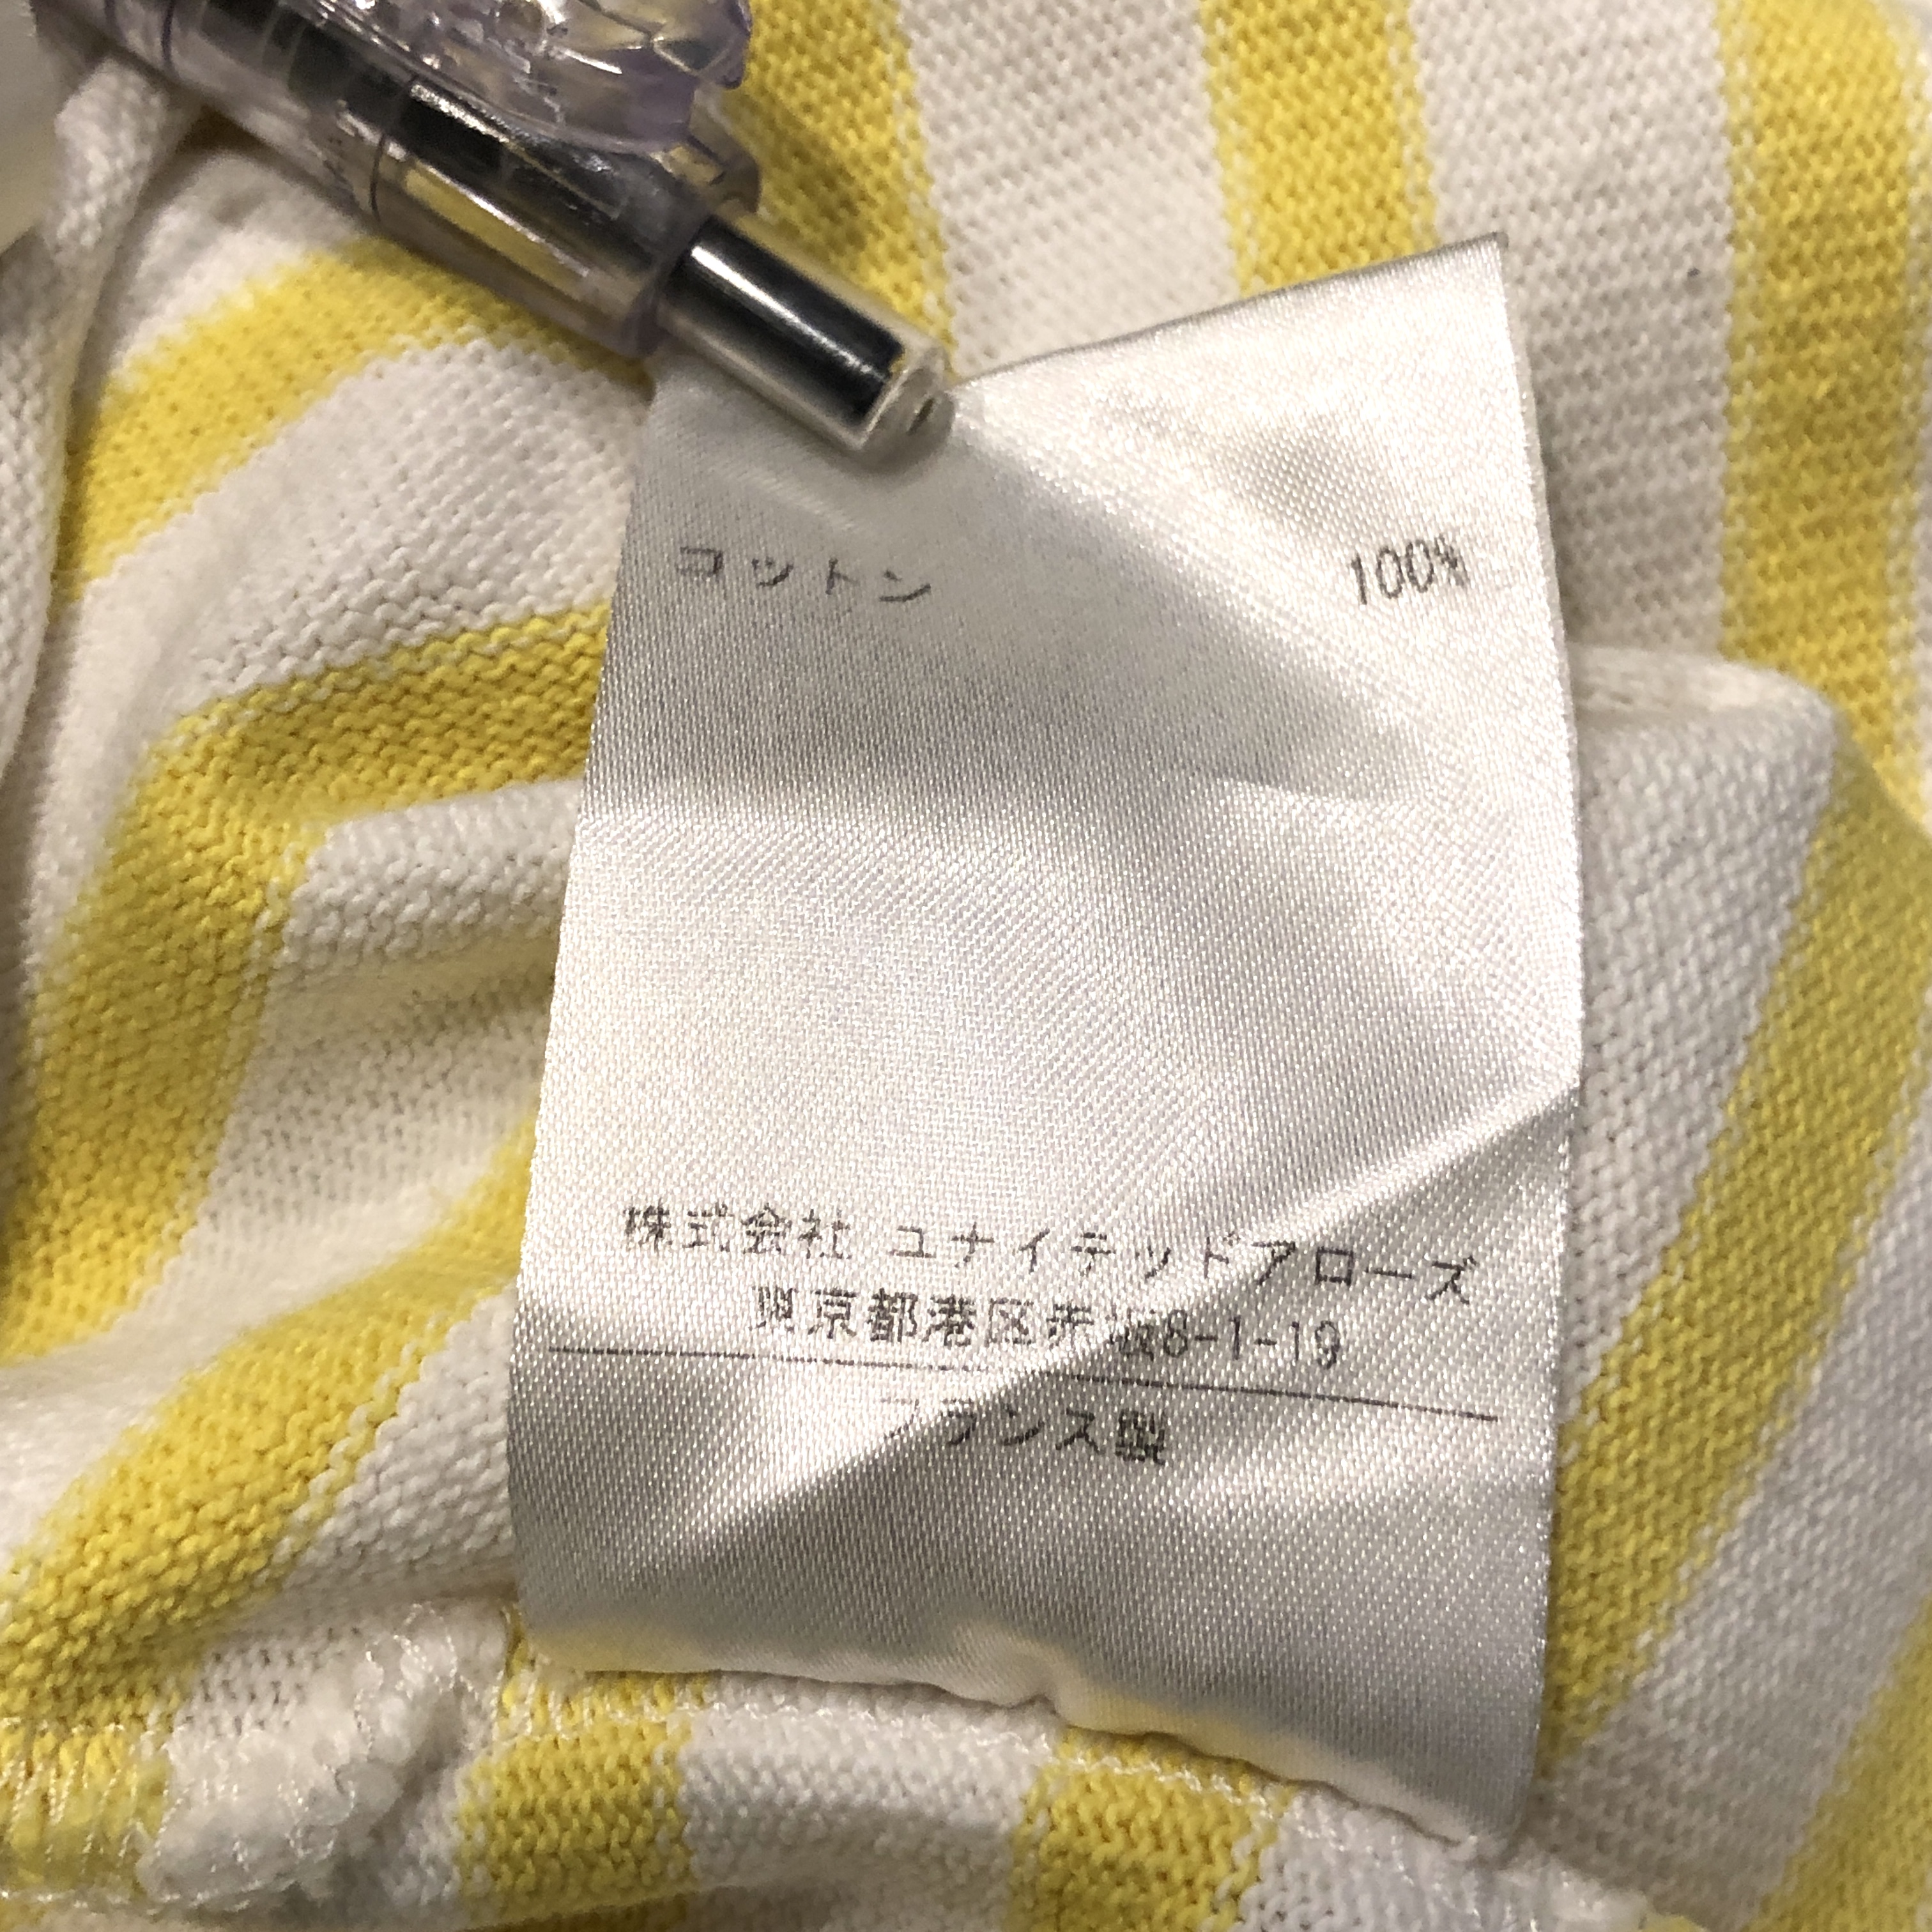 コットン 100%
株式会社 ユナイテッドアローズ
東京都港区赤坂8-1-19
フランス製